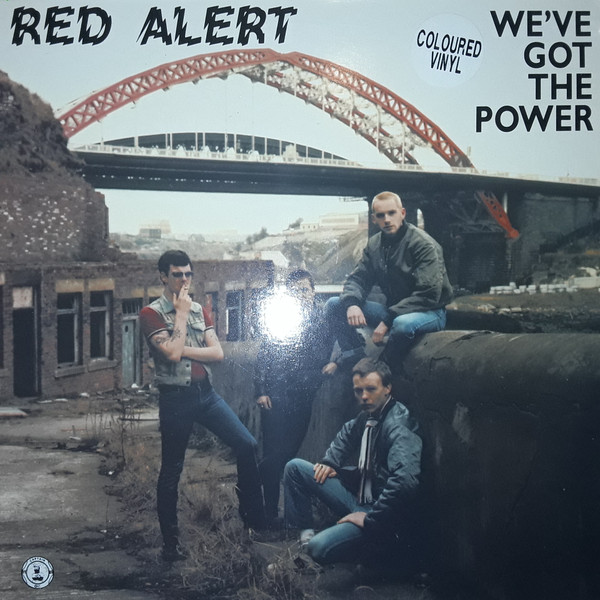 RED ALERT
COLOURED
VINYL
WE'VE
GOT
THE
POWER